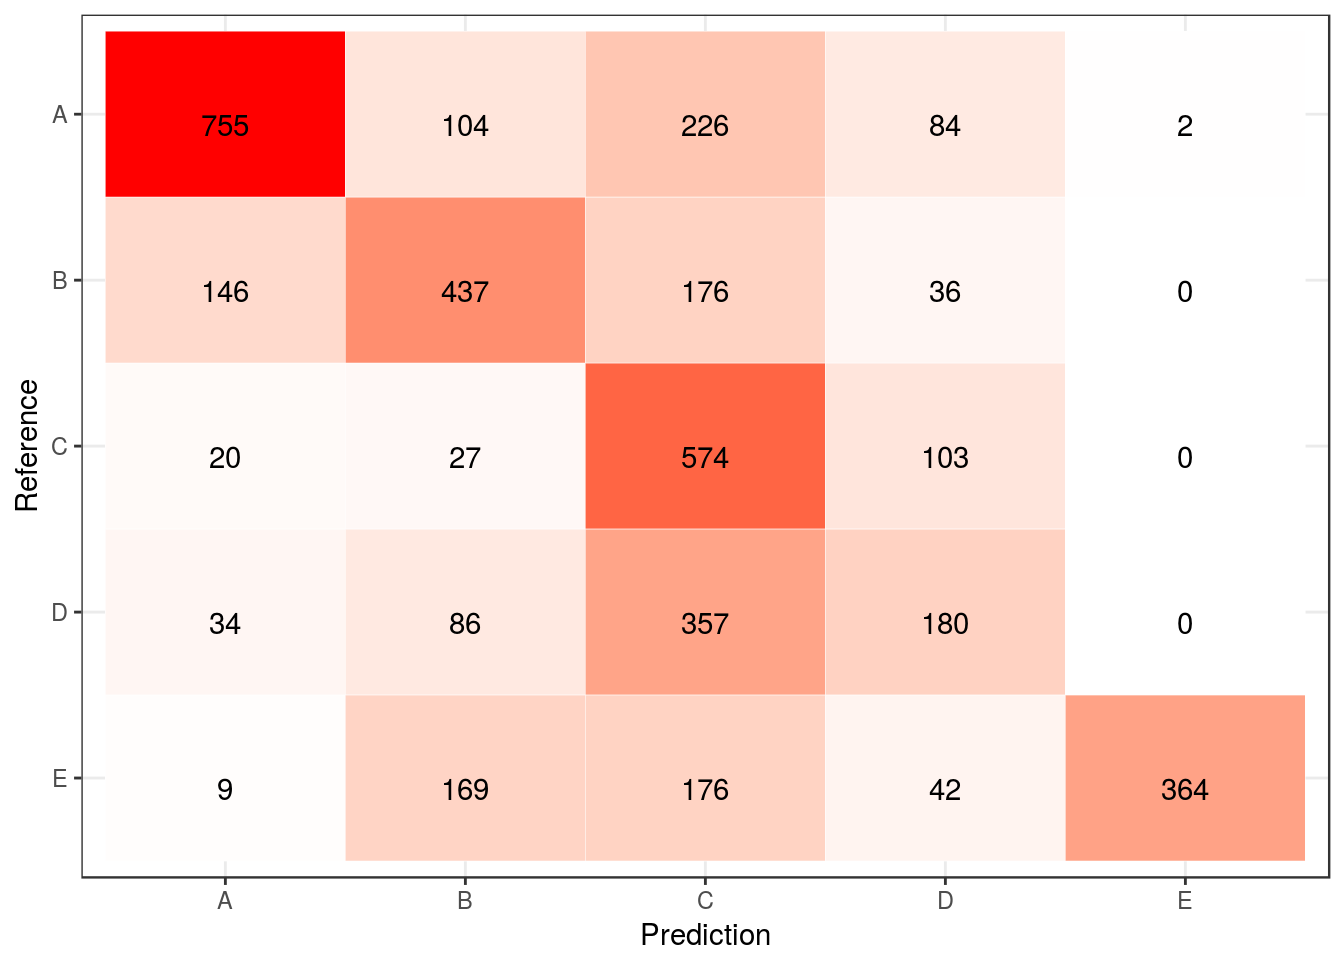 A 755 104 226 84 2
B 146 437 176 36 0
C 20 27 574 103 0
D 34 86 357 180 0
E 9 169 176 42 364
A B C D E
Prediction
Reference